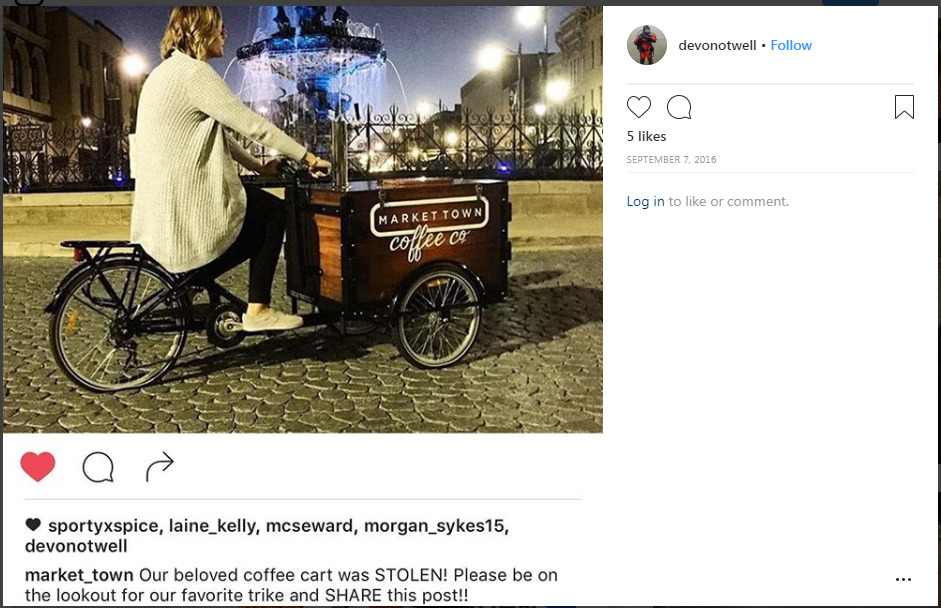 MARKET TOWN
coffee co
sportyxspice, laine_kelly, mcseward, morgan_sykes15,
devonotwell
market_town Our beloved coffee cart was STOLEN! Please be on
the lookout for our favorite trike and SHARE this post!!
devonotwell • Follow
5 likes
SEPTEMBER 7, 2016
Log in to like or comment.